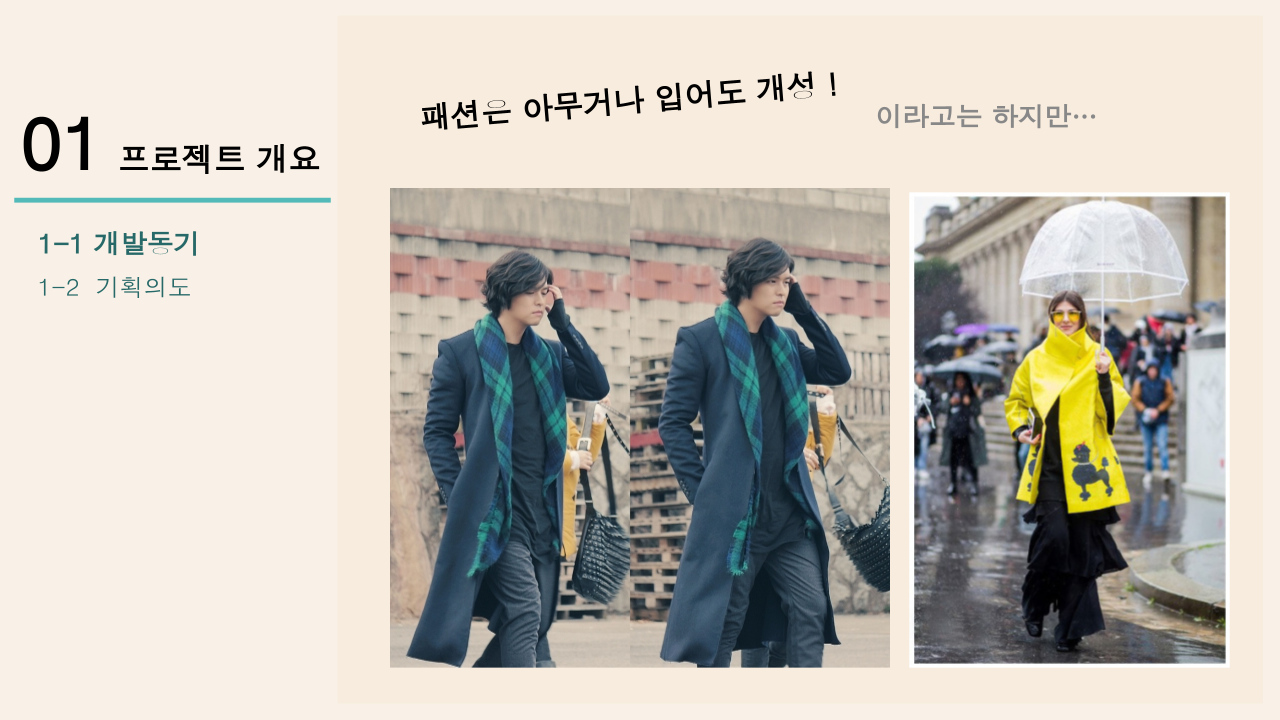 01 프로젝트 개요
1-1 개발동기
1-2 기획의도
패션은 아무거나 입어도 개성 !
이라고는 하지만…